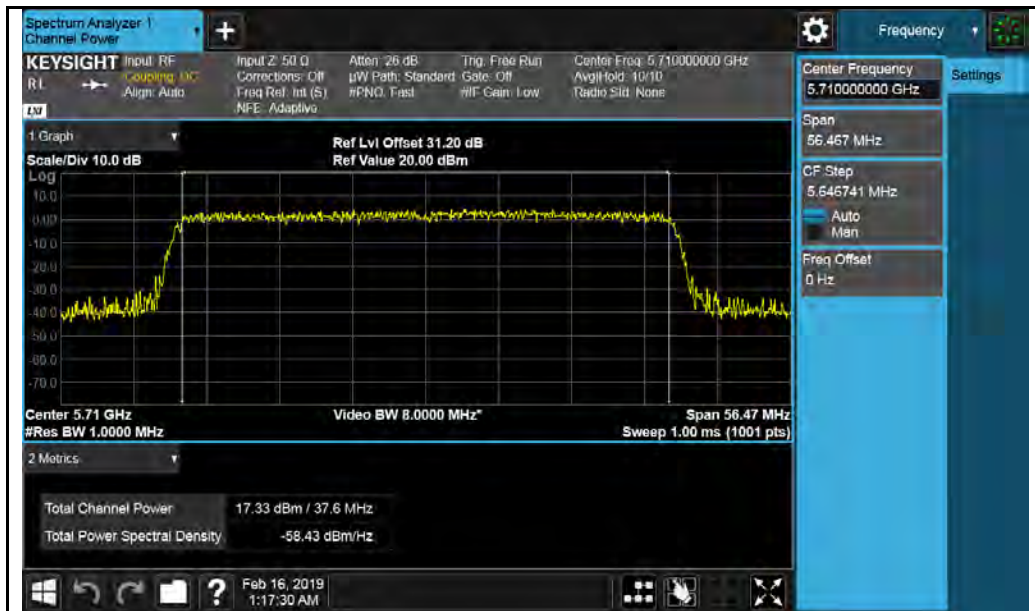 Spectrum Analyzer 1
Channel Power
Frequency
KEYSIGHT Input: RF
Coupling: DC
Align: Auto
R L
LXI
Input Z: 50 Ω
Corrections: Off
Freq Ref: Int (S)
NFE: Adaptive
Atten: 26 dB
µW Path: Standard
#PNO: Fast
Trig: Free Run
Gate: Off
#IF Gain: Low
Center Freq: 5.710000000 GHz
Avg|Hold: 10/10
Radio Std: None
Center Frequency
5.710000000 GHz
Settings
Span
56.467 MHz
CF Step
5.646741 MHz
Auto
Man
Freq Offset
0 Hz
1 Graph
Scale/Div 10.0 dB
Ref Lvl Offset 31.20 dB
Ref Value 20.00 dBm
Log
10.0
0.00
-10.0
-20.0
-30.0
-40.0
-50.0
-60.0
-70.0
Center 5.71 GHz
Video BW 8.0000 MHz*
Span 56.47 MHz
#Res BW 1.0000 MHz
Sweep 1.00 ms (1001 pts)
2 Metrics
Total Channel Power 17.33 dBm / 37.6 MHz
Total Power Spectral Density -58.43 dBm/Hz
?
Feb 16, 2019
1:17:30 AM